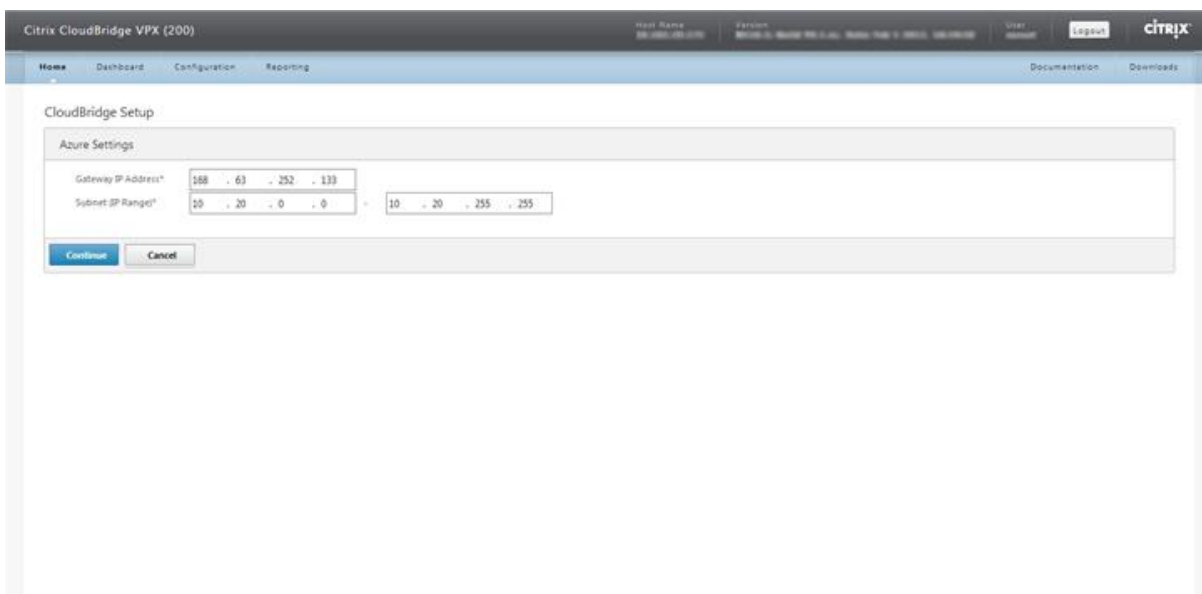 Citrix CloudBridge VPX (200) Host Name Version User Logout CİTRIX
Home Dashboard Configuration Reporting Documentation Downloads
CloudBridge Setup
Azure Settings
Gateway IP Address* 168 . 63 . 252 . 133
Subnet (IP Range)* 10 . 20 . 0 . 0 - 10 . 20 . 255 . 255
Continue Cancel